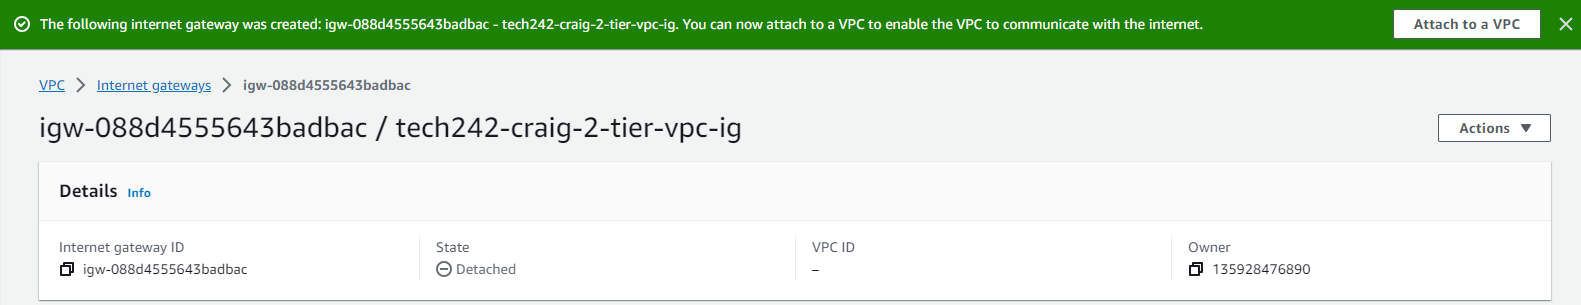 The following internet gateway was created: igw-088d4555643badbac - tech242-craig-2-tier-vpc-ig. You can now attach to a VPC to enable the VPC to communicate with the internet.
Attach to a VPC
VPC > Internet gateways > igw-088d4555643badbac
igw-088d4555643badbac / tech242-craig-2-tier-vpc-ig
Actions
Details Info
Internet gateway ID
igw-088d4555643badbac
State
Detached
VPC ID
–
Owner
135928476890